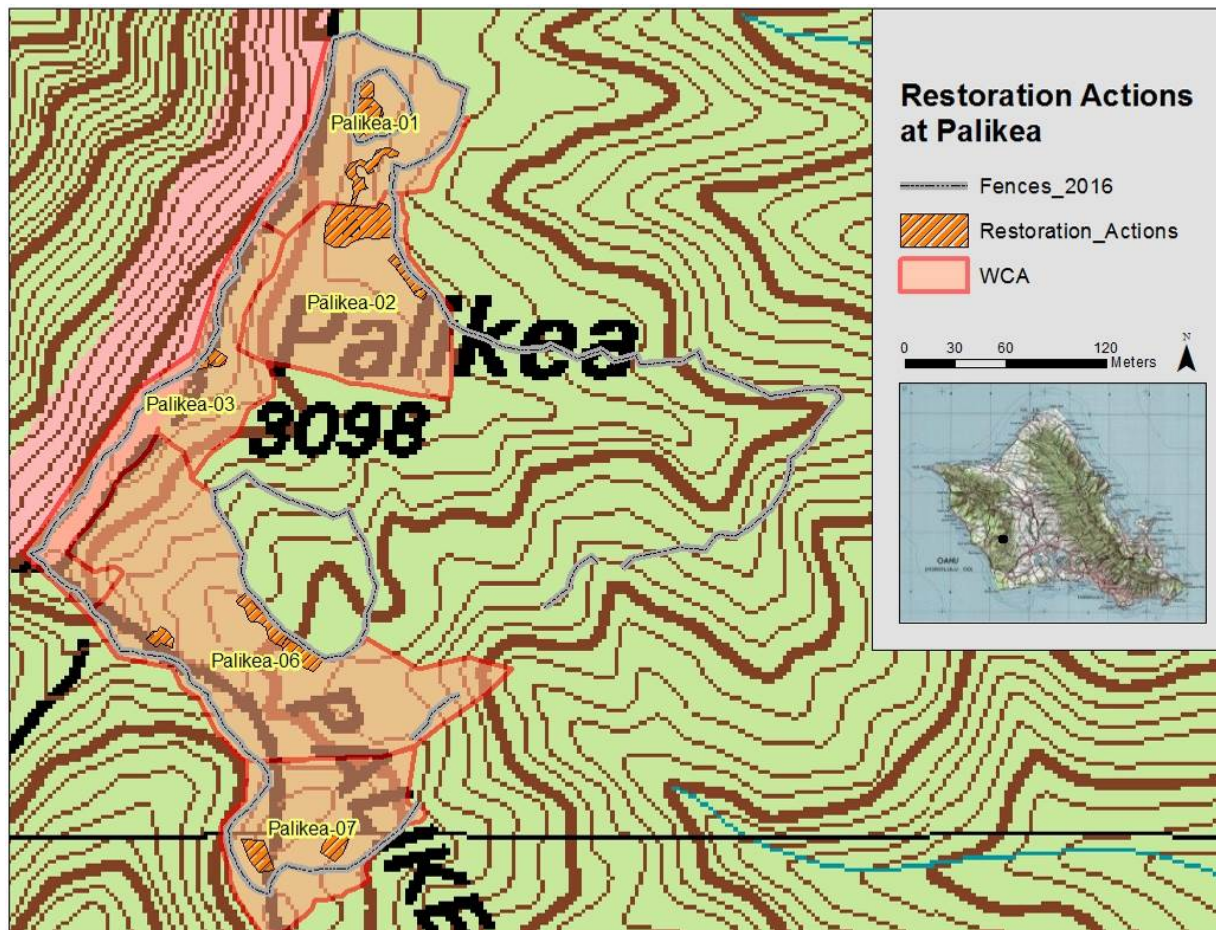 Palikea-01
Palikea-02
Palikea
Palikea-03
3098
Palikea-06
Palikea-07
Restoration Actions
at Palikea
Fences_2016
Restoration_Actions
WCA
0 30 60 120
Meters
N
OAHU